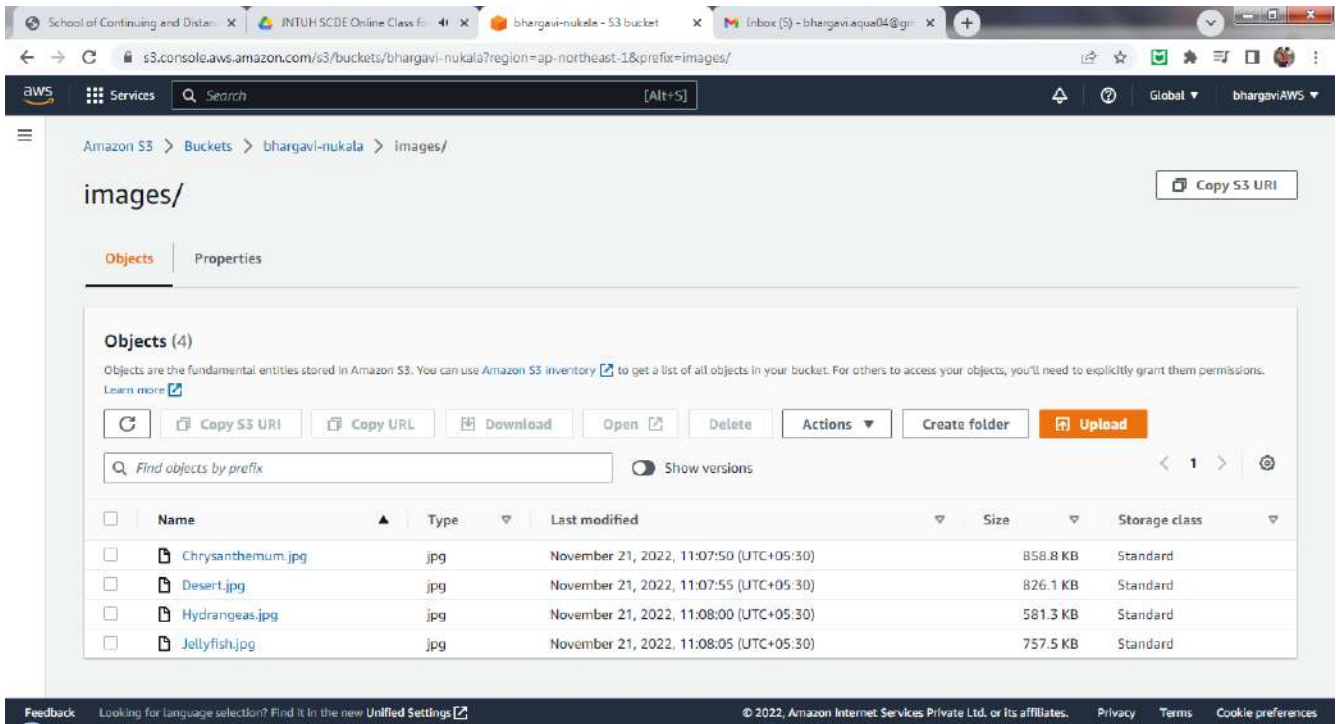 School of Continuing and Distan
JNTUH SCDE Online Class fo
bhargavi-nukala - S3 bucket
Inbox (5) - bhargavi.aqua04@gm
s3.console.aws.amazon.com/s3/buckets/bhargavi-nukala?region=ap-northeast-1&prefix=images/
aws
Services
Search
[Alt+S]
Global
bhargaviAWS
Amazon S3 > Buckets > bhargavi-nukala > images/
images/
Copy S3 URI
Objects
Properties
Objects (4)
Objects are the fundamental entities stored in Amazon S3. You can use Amazon S3 inventory to get a list of all objects in your bucket. For others to access your objects, you'll need to explicitly grant them permissions.
Learn more
Copy S3 URI
Copy URL
Download
Open
Delete
Actions
Create folder
Upload
Find objects by prefix
Show versions
< 1 >
Name Type Last modified Size Storage class
Chrysanthemum.jpg jpg November 21, 2022, 11:07:50 (UTC+05:30) 858.8 KB Standard
Desert.jpg jpg November 21, 2022, 11:07:55 (UTC+05:30) 826.1 KB Standard
Hydrangeas.jpg jpg November 21, 2022, 11:08:00 (UTC+05:30) 581.3 KB Standard
Jellyfish.jpg jpg November 21, 2022, 11:08:05 (UTC+05:30) 757.5 KB Standard
Feedback
Looking for language selection? Find it in the new Unified Settings
© 2022, Amazon Internet Services Private Ltd. or its affiliates.
Privacy
Terms
Cookie preferences